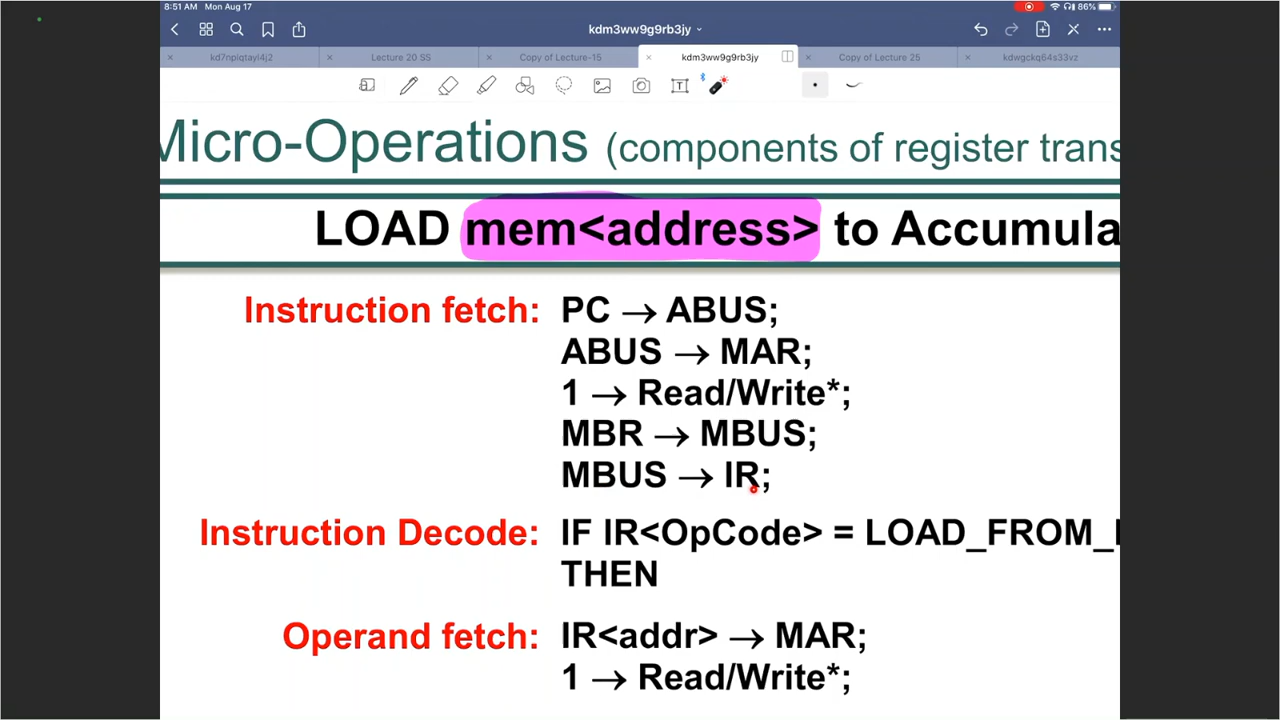 8:51 AM Mon Aug 17
86%
kdm3ww9g9rb3jy
kd7nplqtayl4j2
Lecture 20 SS
Copy of Lecture-15
kdm3ww9g9rb3jy
Copy of Lecture 25
kdwgckq64s33vz
T
Micro-Operations (components of register trans
LOAD mem<address> to Accumula
Instruction fetch: PC → ABUS;
ABUS → MAR;
1 → Read/Write*;
MBR → MBUS;
MBUS → IR;
Instruction Decode: IF IR<OpCode> = LOAD_FROM_
THEN
Operand fetch: IR<addr> → MAR;
1 → Read/Write*;